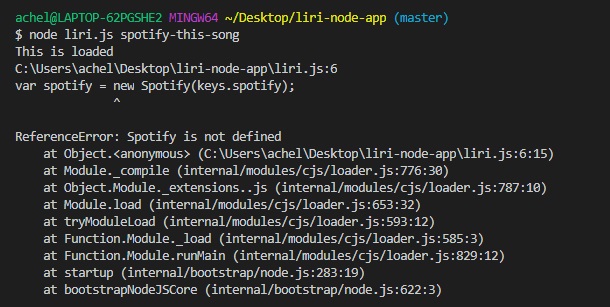 achel@LAPTOP-62PGSHE2 MINGW64 ~/Desktop/liri-node-app (master)
$ node liri.js spotify-this-song
This is loaded
C:\Users\achel\Desktop\liri-node-app\liri.js:6
var spotify = new Spotify(keys.spotify);
              ^
ReferenceError: Spotify is not defined
    at Object.<anonymous> (C:\Users\achel\Desktop\liri-node-app\liri.js:6:15)
    at Module._compile (internal/modules/cjs/loader.js:776:30)
    at Object.Module._extensions..js (internal/modules/cjs/loader.js:787:10)
    at Module.load (internal/modules/cjs/loader.js:653:32)
    at tryModuleLoad (internal/modules/cjs/loader.js:593:12)
    at Function.Module._load (internal/modules/cjs/loader.js:585:3)
    at Function.Module.runMain (internal/modules/cjs/loader.js:829:12)
    at startup (internal/bootstrap/node.js:283:19)
    at bootstrapNodeJSCore (internal/bootstrap/node.js:622:3)